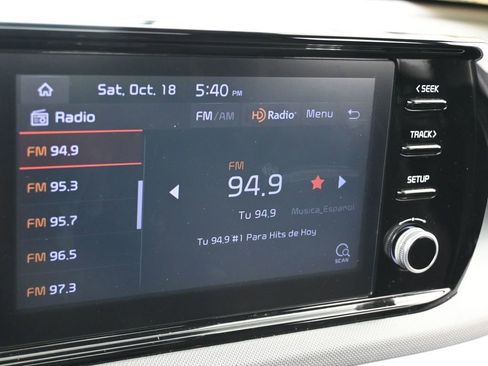 Sat, Oct. 18 5:40 PM
Radio FM/AM HD Radio® Menu
FM 94.9
FM 95.3
FM 95.7
FM 96.5
FM 97.3
FM
94.9
Tu 94,9
Musica_Espanol
Tu 94,9 #1 Para Hits de Hoy
SCAN
< SEEK
TRACK >
SETUP